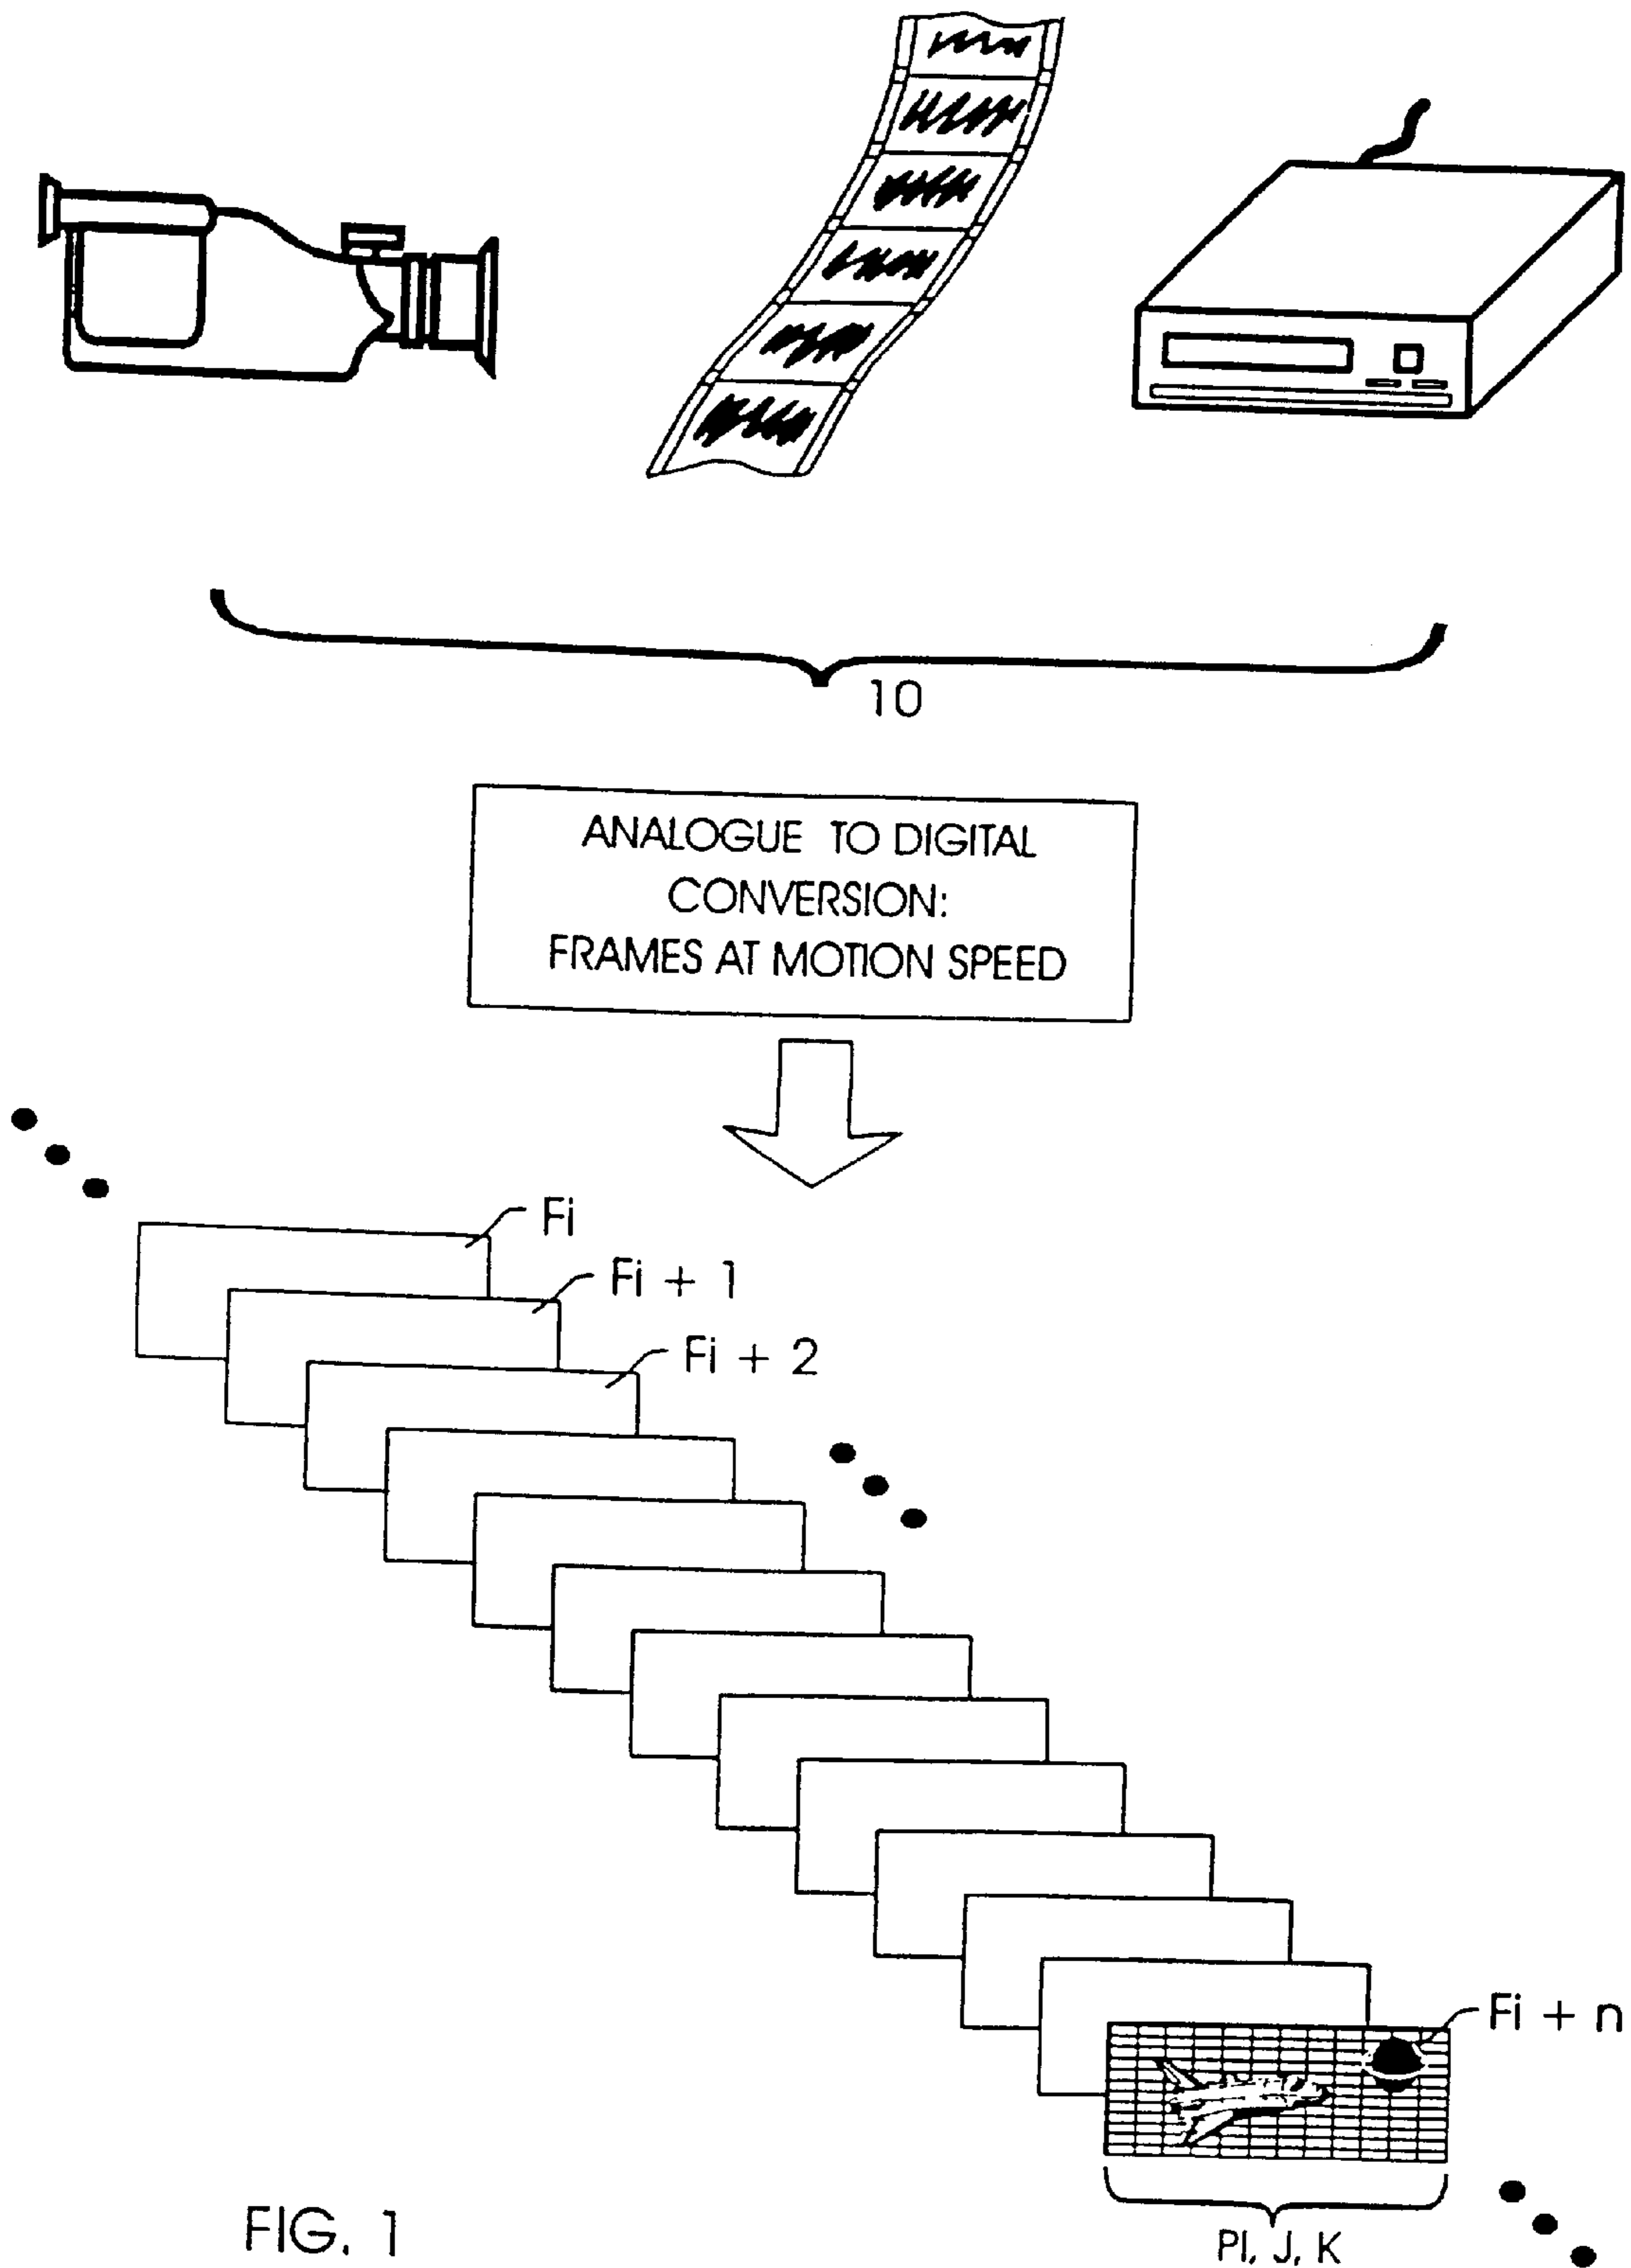 10
ANALOGUE TO DIGITAL
CONVERSION:
FRAMES AT MOTION SPEED
Fi
Fi + 1
Fi + 2
Fi + n
PI, J, K
FIG. 1